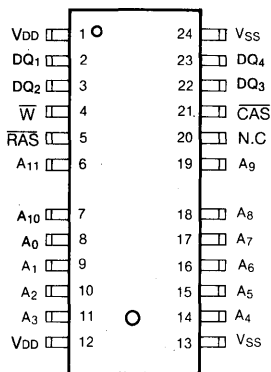 VDD 1 24 VSS
DQ1 2 23 DQ4
DQ2 3 22 DQ3
W̅ 4 21 C̅A̅S̅
R̅A̅S̅ 5 20 N.C
A11 6 19 A9
A10 7 18 A8
A0 8 17 A7
A1 9 16 A6
A2 10 15 A5
A3 11 14 A4
VDD 12 13 VSS